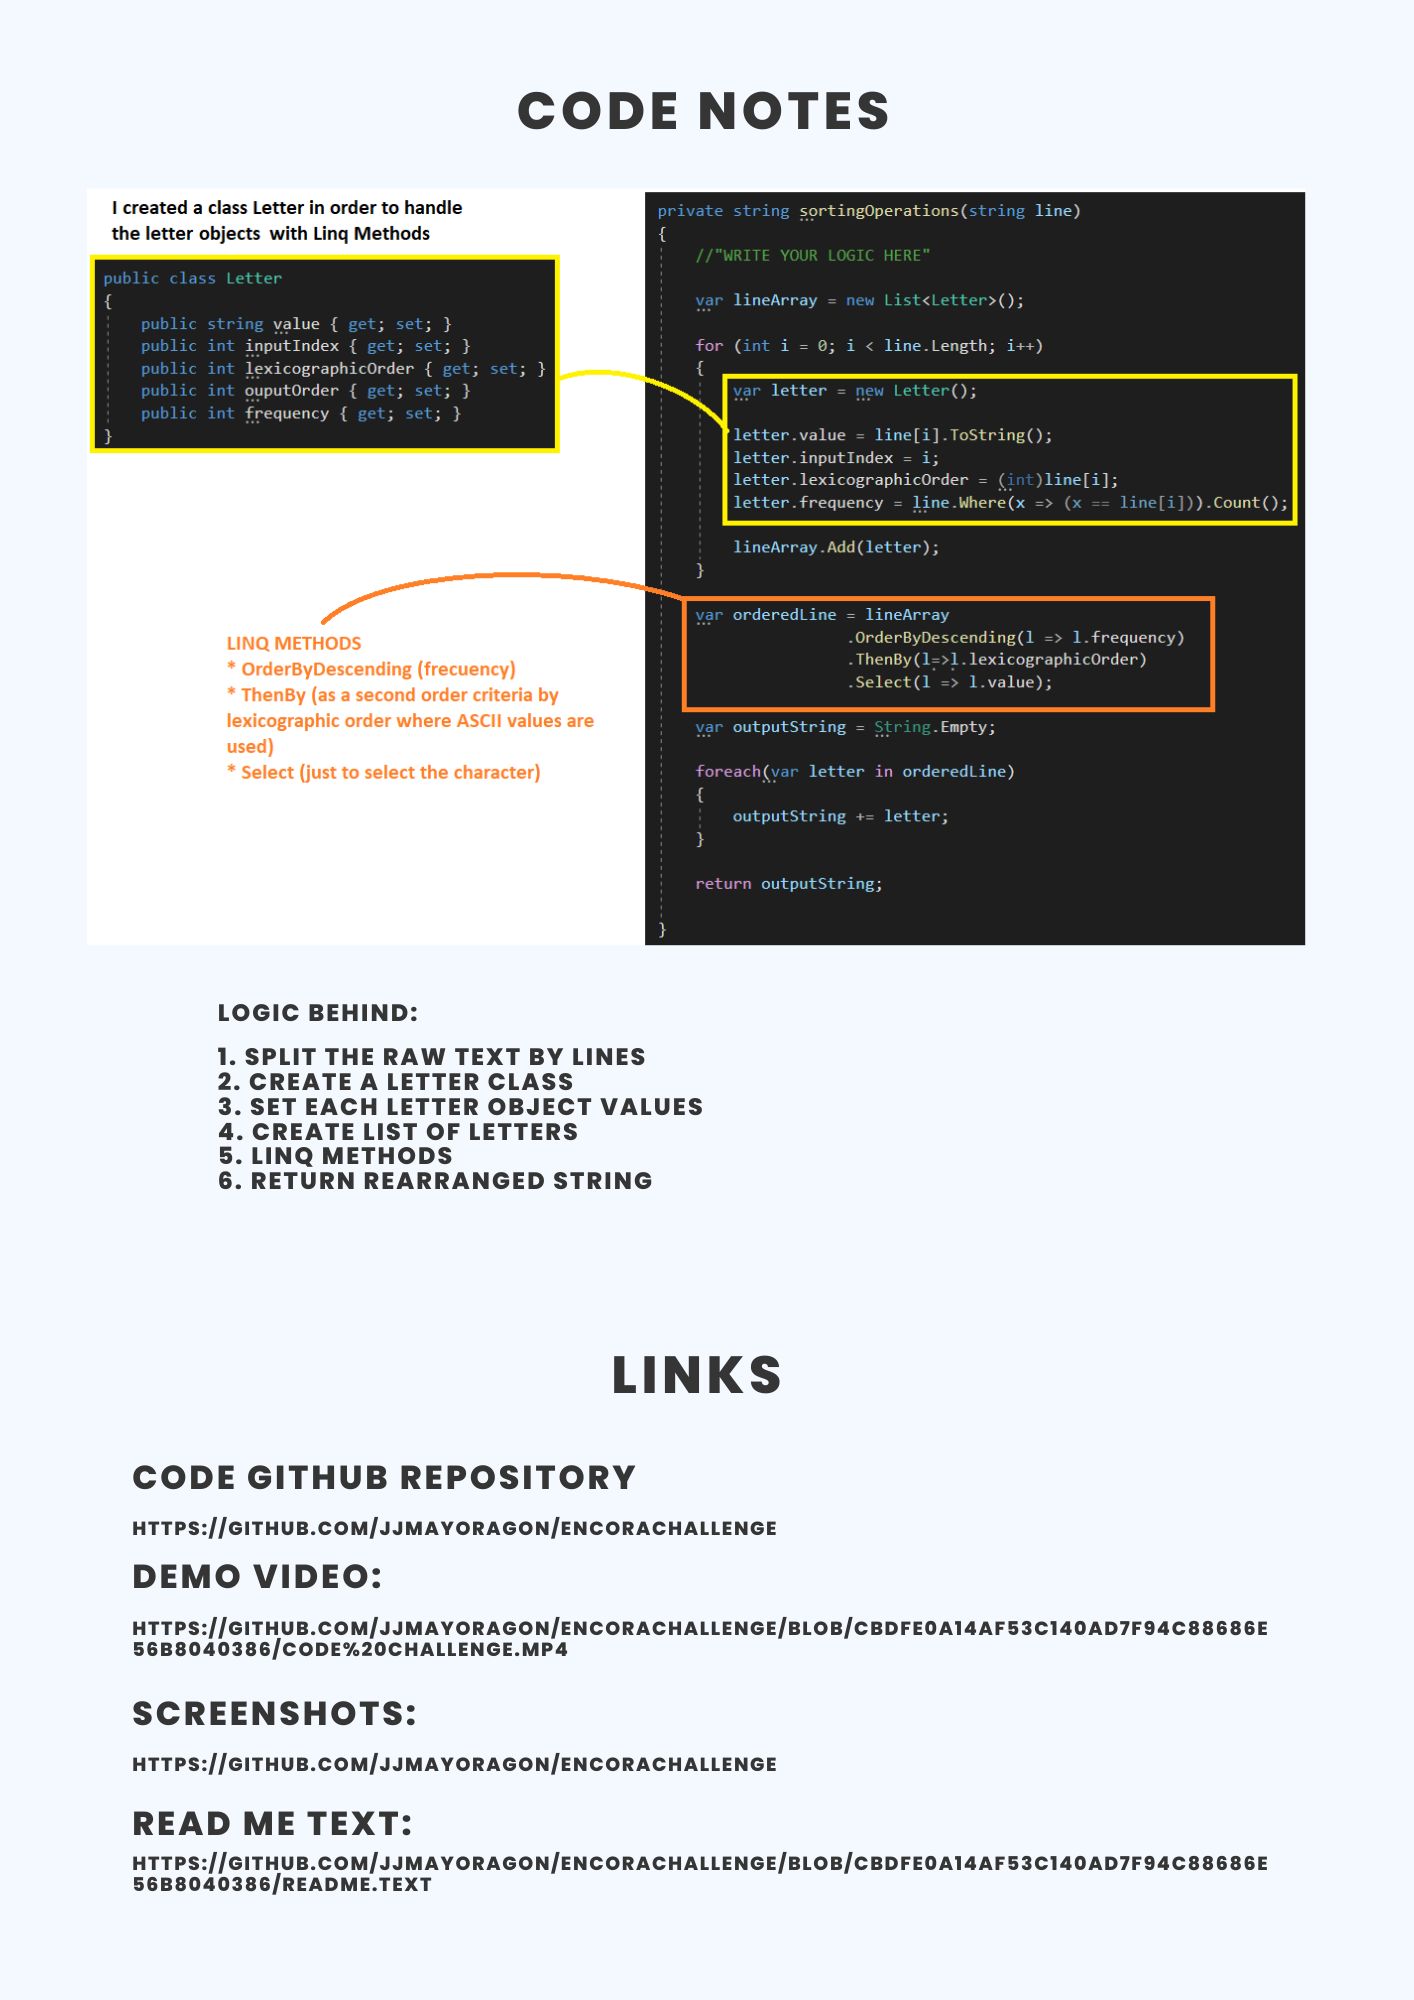 CODE NOTES
I created a class Letter in order to handle
the letter objects  with Linq Methods
public class Letter
{
    public string value { get; set; }
    public int inputIndex { get; set; }
    public int lexicographicOrder { get; set; }
    public int ouputOrder { get; set; }
    public int frequency { get; set; }
}
private string sortingOperations(string line)
{
    //"WRITE YOUR LOGIC HERE"
    var lineArray = new List<Letter>();
    for (int i = 0; i < line.Length; i++)
    {
        var letter = new Letter();
        letter.value = line[i].ToString();
        letter.inputIndex = i;
        letter.lexicographicOrder = (int)line[i];
        letter.frequency = line.Where(x => (x == line[i])).Count();
        lineArray.Add(letter);
    }
    var orderedLine = lineArray
                    .OrderByDescending(l => l.frequency)
                    .ThenBy(l=>l.lexicographicOrder)
                    .Select(l => l.value);
    var outputString = String.Empty;
    foreach(var letter in orderedLine)
    {
        outputString += letter;
    }
    return outputString;
}
LINQ METHODS
* OrderByDescending (frecuency)
* ThenBy (as a second order criteria by
lexicographic order where ASCII values are
used)
* Select (just to select the character)
LOGIC BEHIND:
1. SPLIT THE RAW TEXT BY LINES
2. CREATE A LETTER CLASS
3. SET EACH LETTER OBJECT VALUES
4. CREATE LIST OF LETTERS
5. LINQ METHODS
6. RETURN REARRANGED STRING
LINKS
CODE GITHUB REPOSITORY
HTTPS://GITHUB.COM/JJMAYORAGON/ENCORACHALLENGE
DEMO VIDEO:
HTTPS://GITHUB.COM/JJMAYORAGON/ENCORACHALLENGE/BLOB/CBDFE0A14AF53C140AD7F94C88686E
56B8040386/CODE%20CHALLENGE.MP4
SCREENSHOTS:
HTTPS://GITHUB.COM/JJMAYORAGON/ENCORACHALLENGE
READ ME TEXT:
HTTPS://GITHUB.COM/JJMAYORAGON/ENCORACHALLENGE/BLOB/CBDFE0A14AF53C140AD7F94C88686E
56B8040386/README.TEXT